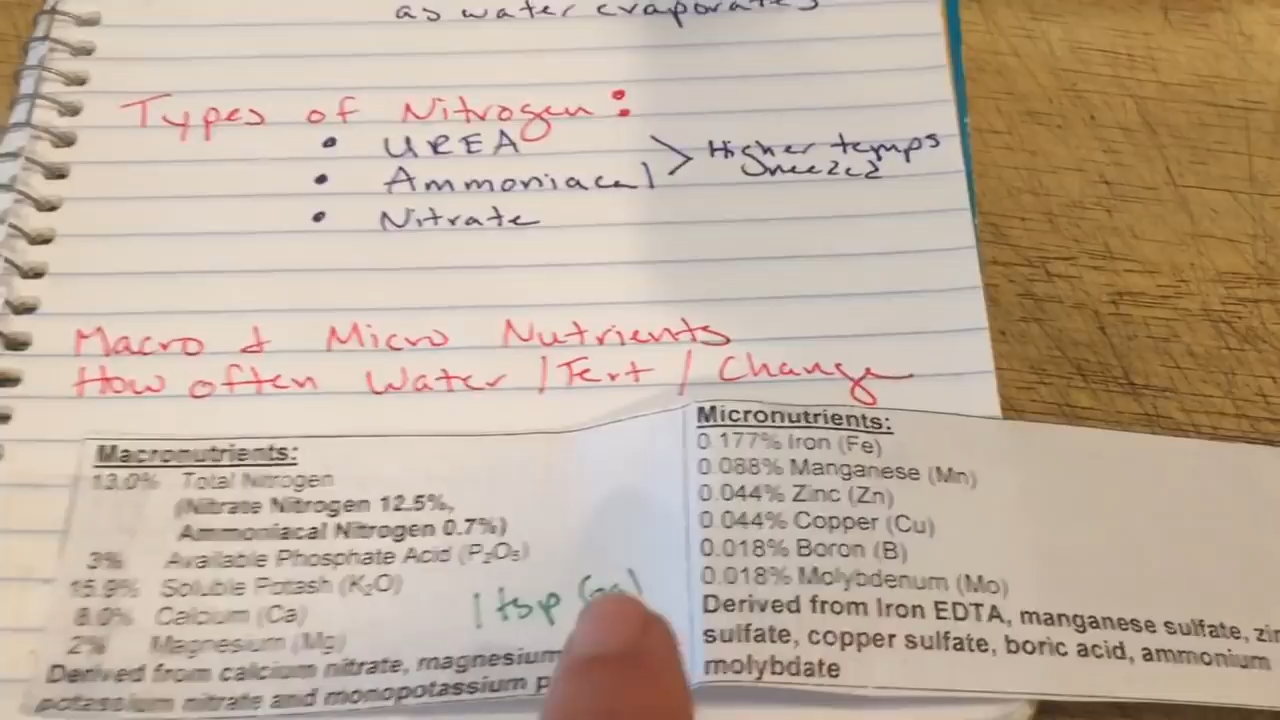 as water evaporates
Types of Nitrogen:
• UREA
• Ammoniacal > Higher temps
• Nitrate
Macro & Micro Nutrients
How often Water / Fert / Change
Macronutrients:
13.0% Total Nitrogen
(Nitrate Nitrogen 12.5%,
Ammoniacal Nitrogen 0.7%)
3% Available Phosphate Acid (P₂O₅)
15.9% Soluble Potash (K₂O)
8.0% Calcium (Ca)
2% Magnesium (Mg)
Derived from calcium nitrate, magnesium
potassium nitrate and monopotassium p
1 tsp
Micronutrients:
0.177% Iron (Fe)
0.088% Manganese (Mn)
0.044% Zinc (Zn)
0.044% Copper (Cu)
0.018% Boron (B)
0.018% Molybdenum (Mo)
Derived from Iron EDTA, manganese sulfate, zin
sulfate, copper sulfate, boric acid, ammonium
molybdate